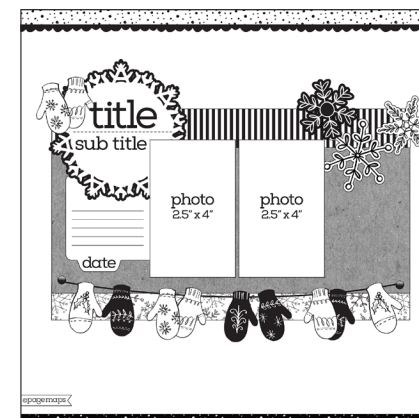 title
sub title
photo
2.5" x 4"
photo
2.5" x 4"
date
epagemaps